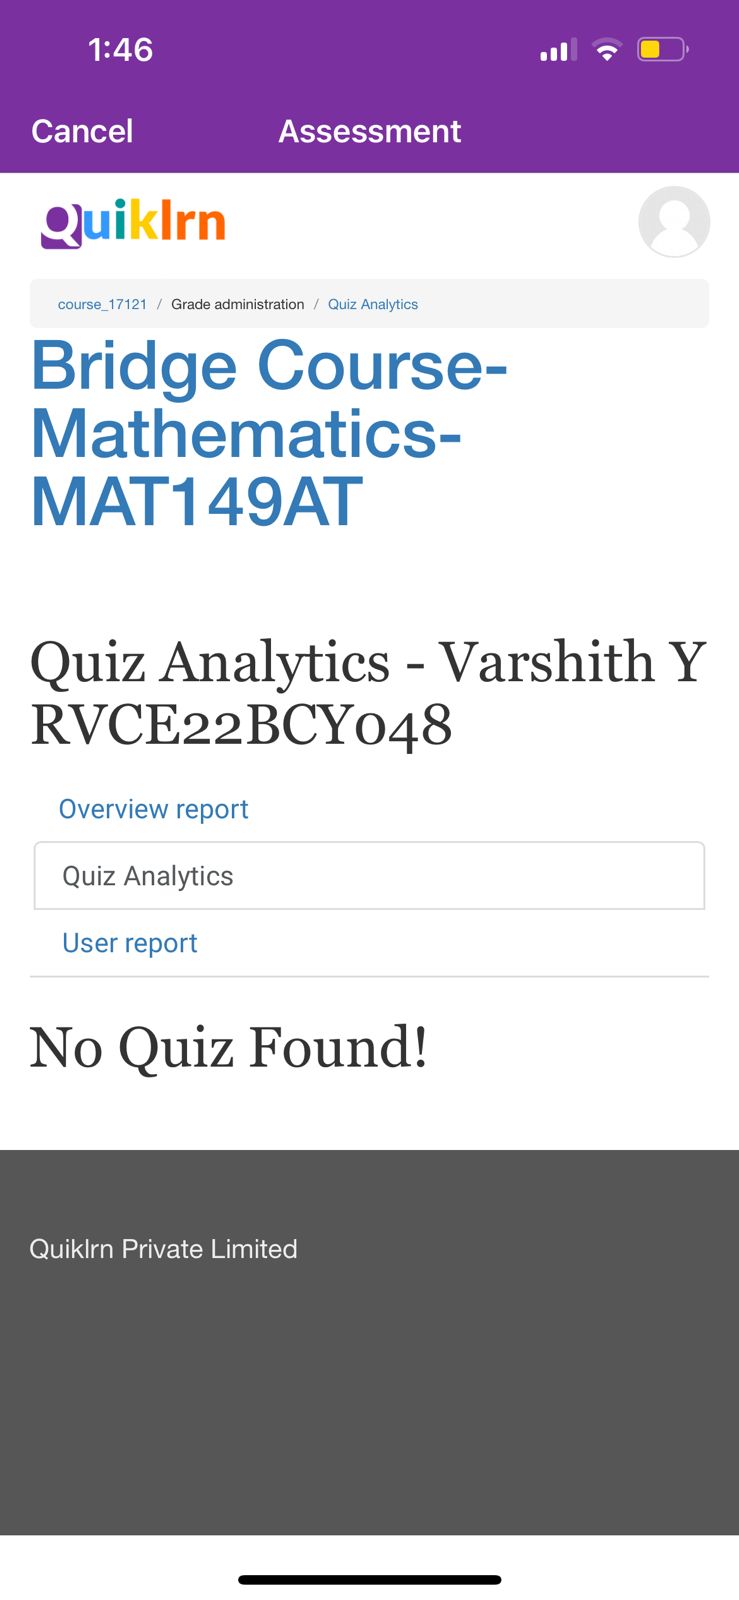 1:46
Cancel Assessment
Quiklrn
course_17121 / Grade administration / Quiz Analytics
Bridge Course-
Mathematics-
MAT149AT
Quiz Analytics - Varshith Y
RVCE22BCY048
Overview report
Quiz Analytics
User report
No Quiz Found!
Quiklrn Private Limited